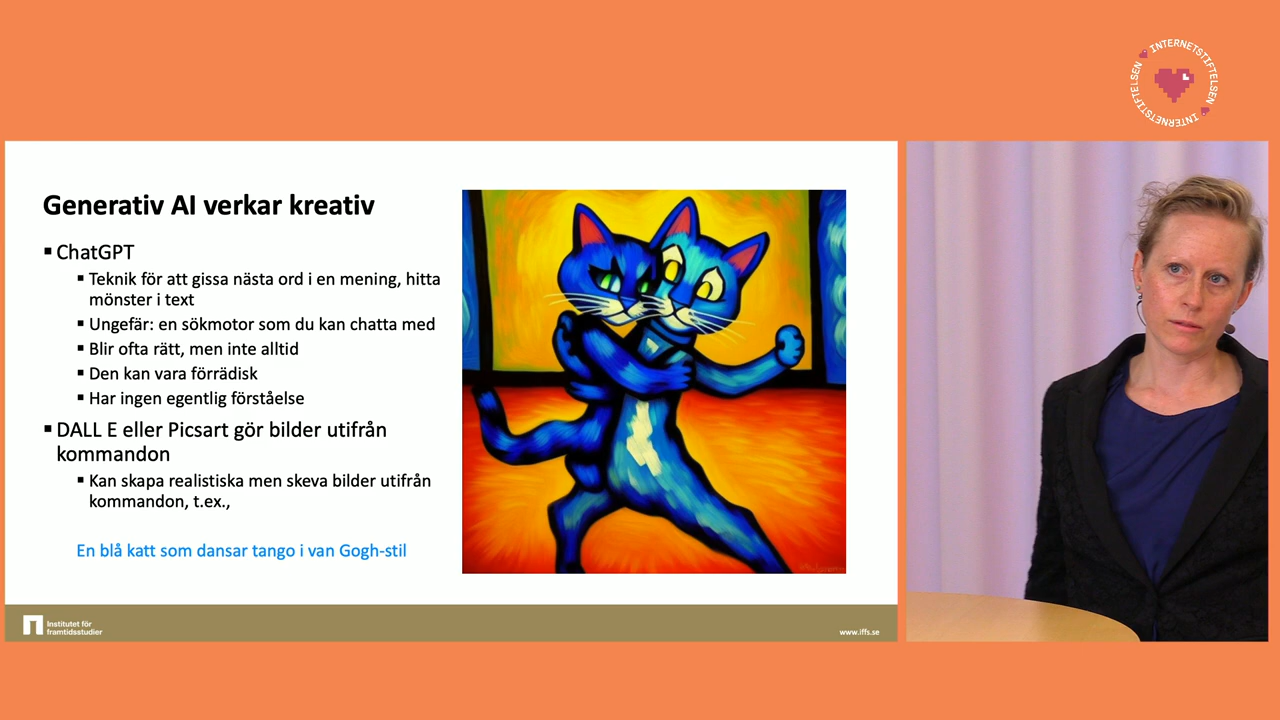 INTERNETSTIFTELSEN
INTERNETSTIFTELSEN
Generativ AI verkar kreativ
▪ ChatGPT
▪ Teknik för att gissa nästa ord i en mening, hitta
mönster i text
▪ Ungefär: en sökmotor som du kan chatta med
▪ Blir ofta rätt, men inte alltid
▪ Den kan vara förrädisk
▪ Har ingen egentlig förståelse
▪ DALL E eller Picsart gör bilder utifrån
kommandon
▪ Kan skapa realistiska men skeva bilder utifrån
kommandon, t.ex.,
En blå katt som dansar tango i van Gogh-stil
Institutet för
framtidsstudier
www.iffs.se